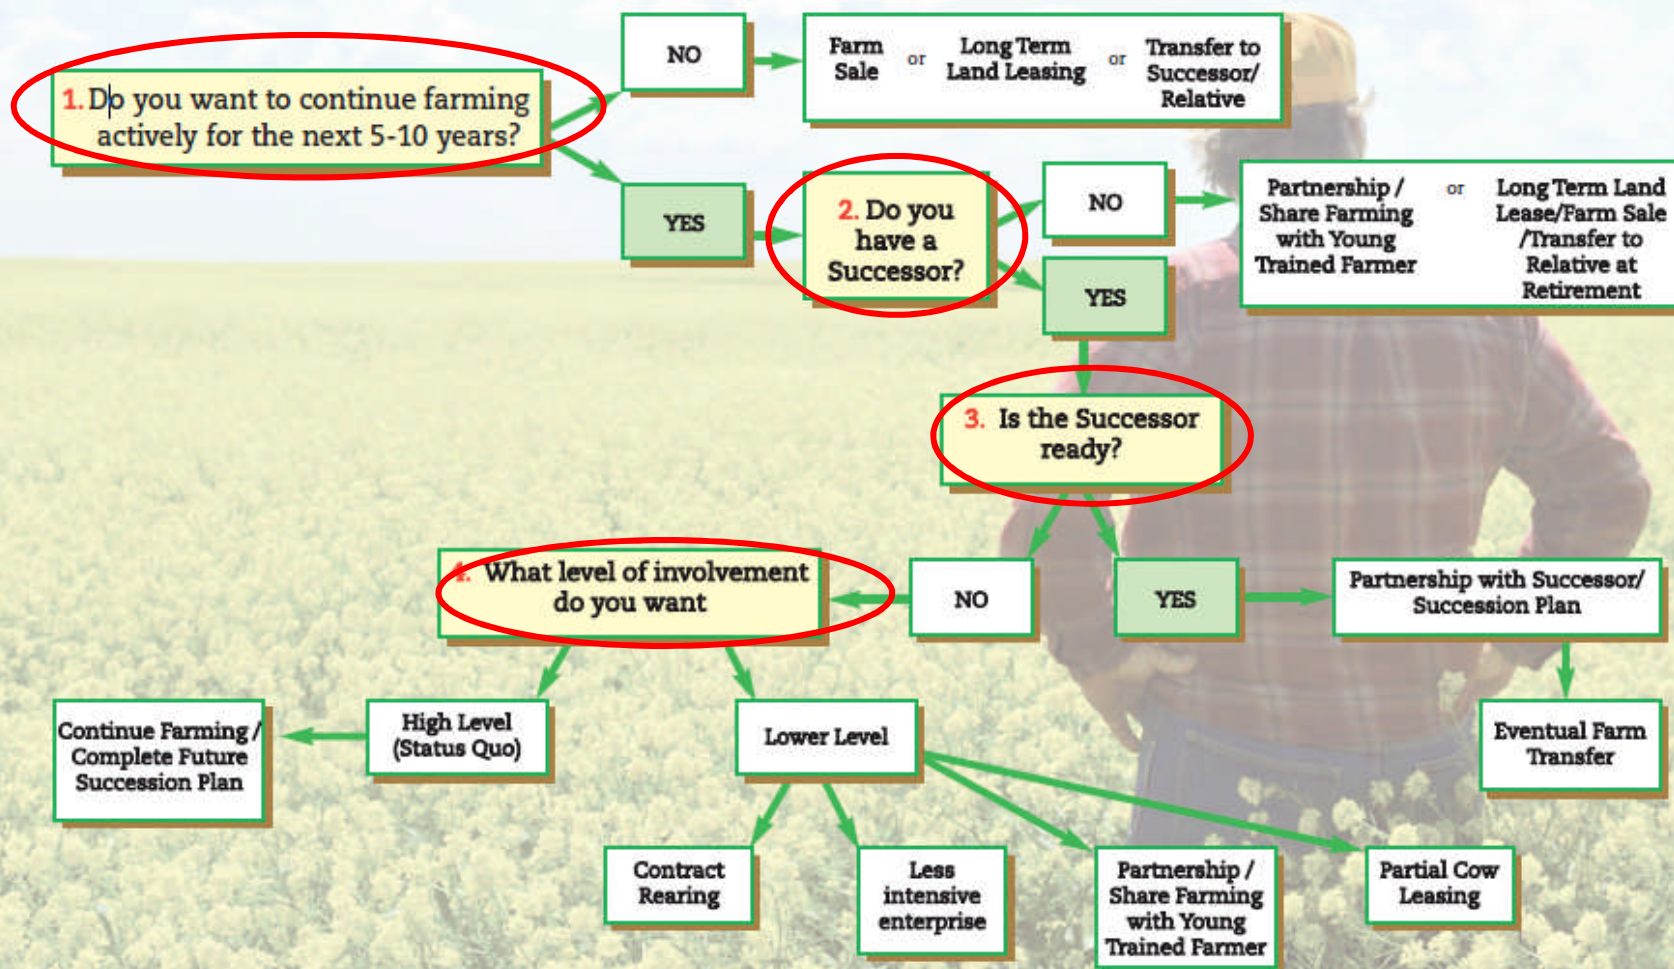 1. Do you want to continue farming
actively for the next 5-10 years?
NO
Farm
Sale
or
Long Term
Land Leasing
or
Transfer to
Successor/
Relative
YES
2. Do you
have a
Successor?
NO
Partnership /
Share Farming
with Young
Trained Farmer
or
Long Term Land
Lease/Farm Sale
/Transfer to
Relative at
Retirement
YES
3. Is the Successor
ready?
4. What level of involvement
do you want
NO
YES
Partnership with Successor/
Succession Plan
Continue Farming /
Complete Future
Succession Plan
High Level
(Status Quo)
Lower Level
Eventual Farm
Transfer
Contract
Rearing
Less
intensive
enterprise
Partnership /
Share Farming
with Young
Trained Farmer
Partial Cow
Leasing